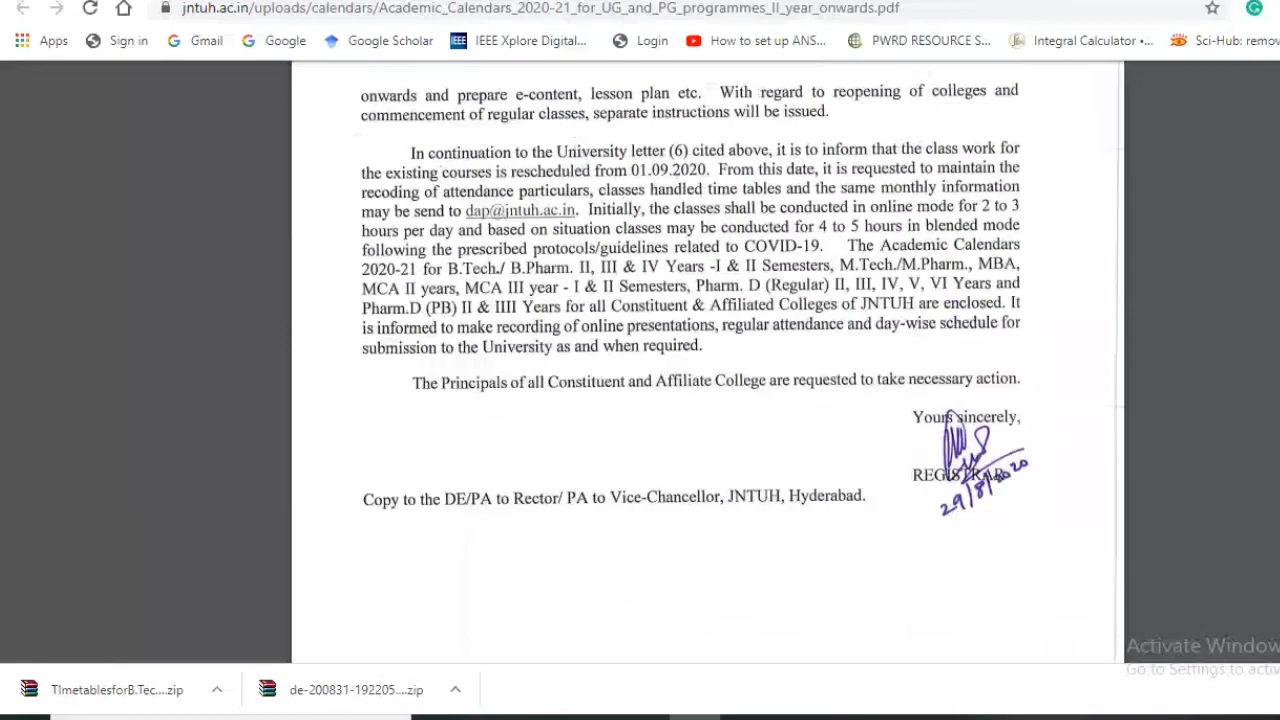 jntuh.ac.in/uploads/calendars/Academic_Calendars_2020-21_for_UG_and_PG_programmes_II_year_onwards.pdf
Apps Sign in Gmail Google Google Scholar IEEE IEEE Xplore Digital... Login How to set up ANS... PWRD RESOURCE S... Integral Calculator •... Sci-Hub: remov
onwards and prepare e-content, lesson plan etc. With regard to reopening of colleges and
commencement of regular classes, separate instructions will be issued.
In continuation to the University letter (6) cited above, it is to inform that the class work for
the existing courses is rescheduled from 01.09.2020. From this date, it is requested to maintain the
recoding of attendance particulars, classes handled time tables and the same monthly information
may be send to dap@jntuh.ac.in. Initially, the classes shall be conducted in online mode for 2 to 3
hours per day and based on situation classes may be conducted for 4 to 5 hours in blended mode
following the prescribed protocols/guidelines related to COVID-19. The Academic Calendars
2020-21 for B.Tech./ B.Pharm. II, III & IV Years -I & II Semesters, M.Tech./M.Pharm., MBA,
MCA II years, MCA III year - I & II Semesters, Pharm. D (Regular) II, III, IV, V, VI Years and
Pharm.D (PB) II & IIII Years for all Constituent & Affiliated Colleges of JNTUH are enclosed. It
is informed to make recording of online presentations, regular attendance and day-wise schedule for
submission to the University as and when required.
The Principals of all Constituent and Affiliate College are requested to take necessary action.
Yours sincerely,
REGISTRAR
29/8/2020
Copy to the DE/PA to Rector/ PA to Vice-Chancellor, JNTUH, Hyderabad.
Activate Window
Go to Settings to activ
TImetablesforB.Tec....zip de-200831-192205....zip